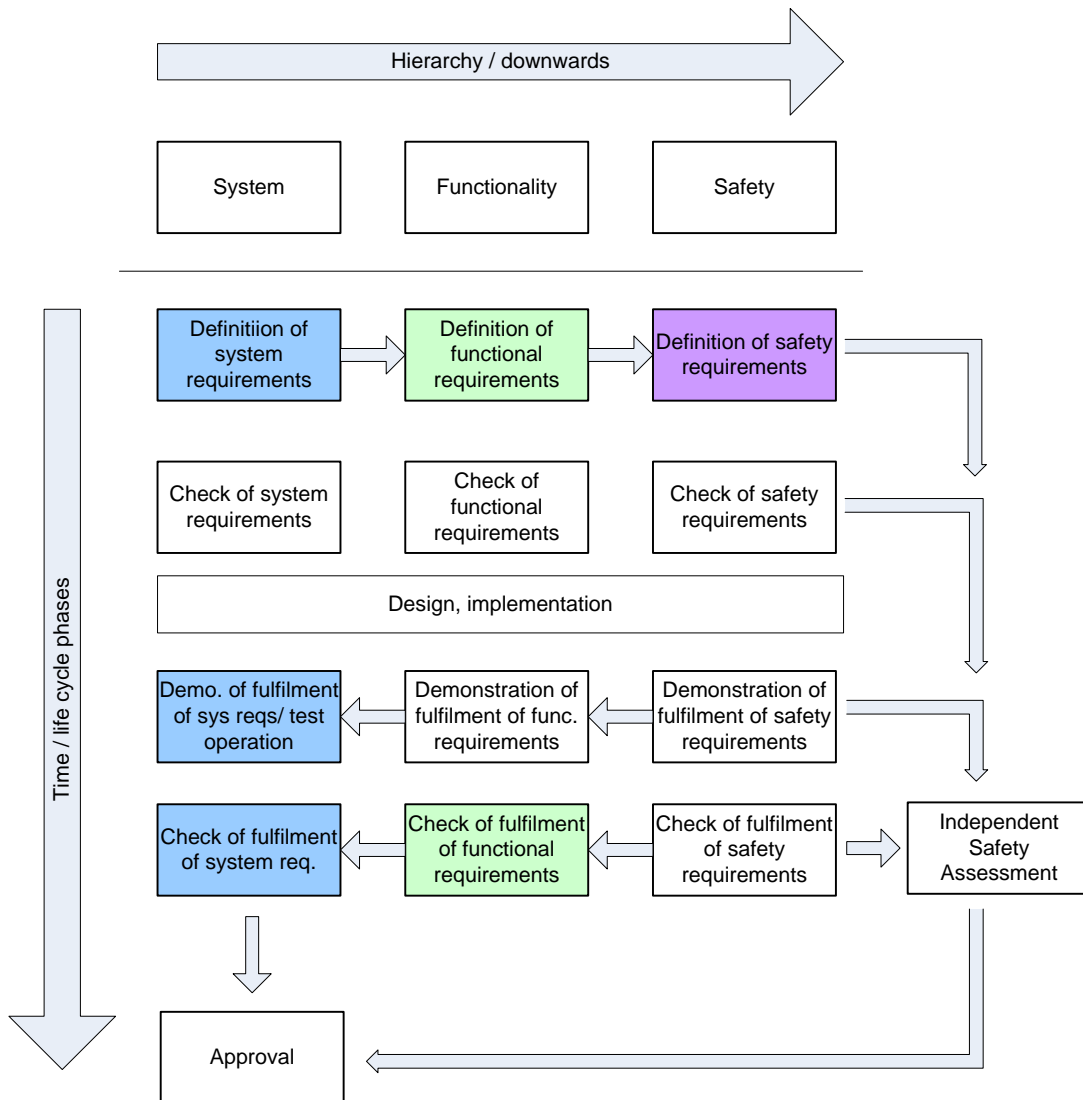 Hierarchy / downwards
System
Functionality
Safety
Definitiion of
system
requirements
Definition of
functional
requirements
Definition of safety
requirements
Check of system
requirements
Check of
functional
requirements
Check of safety
requirements
Design, implementation
Time / life cycle phases
Demo. of fulfilment
of sys reqs/ test
operation
Demonstration of
fulfilment of func.
requirements
Demonstration of
fulfilment of safety
requirements
Check of fulfilment
of system req.
Check of fulfilment
of functional
requirements
Check of fulfilment
of safety
requirements
Independent
Safety
Assessment
Approval